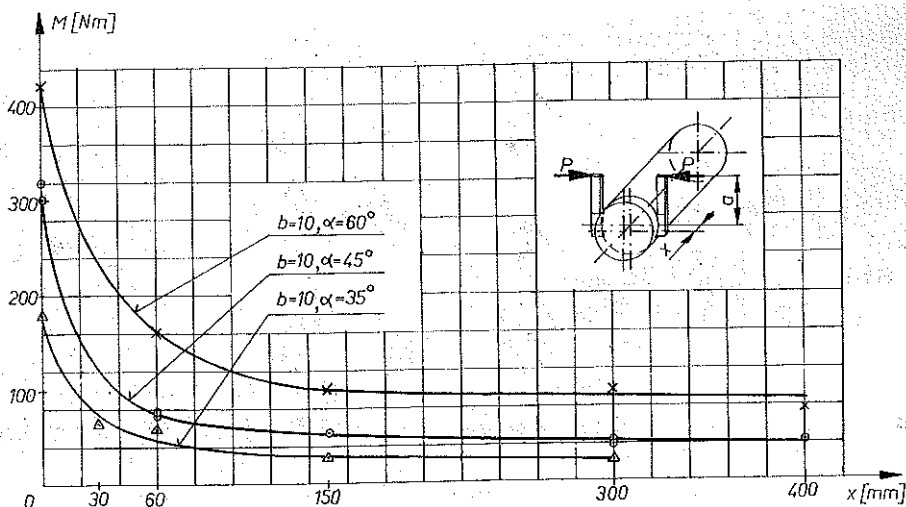 M [Nm]
400
300
200
100
0
30
60
150
300
400
x [mm]
b=10, α=60°
b=10, α=45°
b=10, α=35°
P
P
a
x